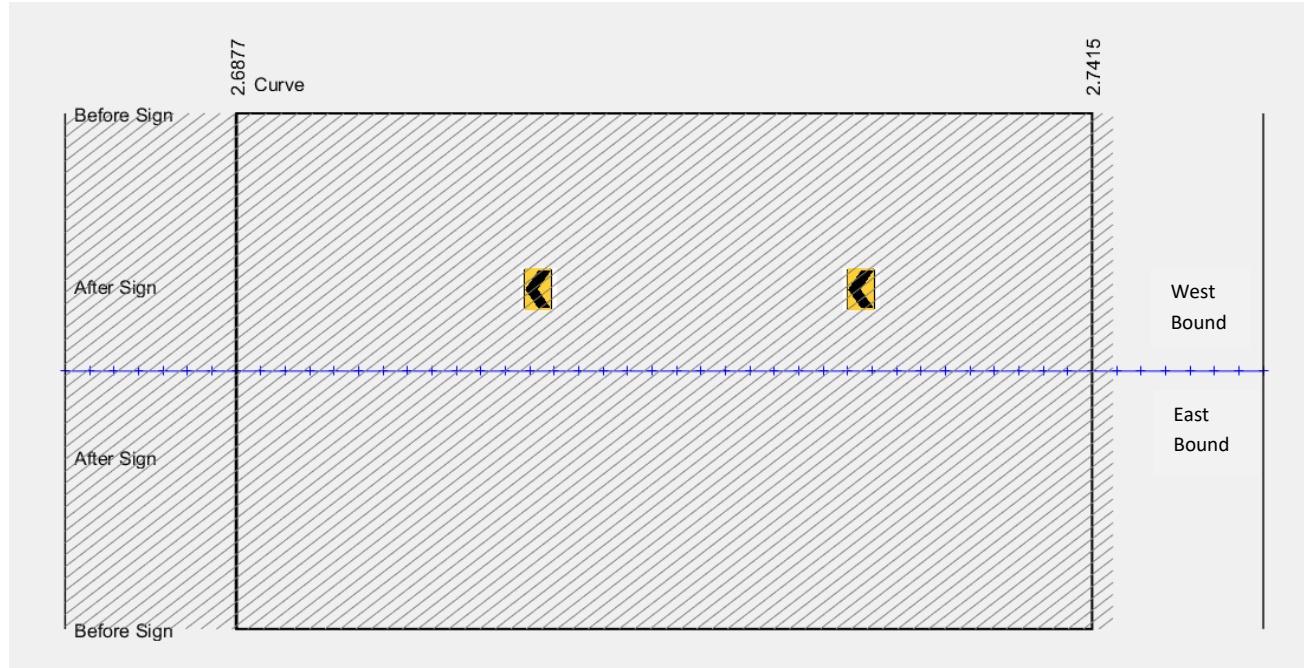 2.6877
Curve
2.7415
Before Sign
After Sign
West
Bound
East
Bound
After Sign
Before Sign